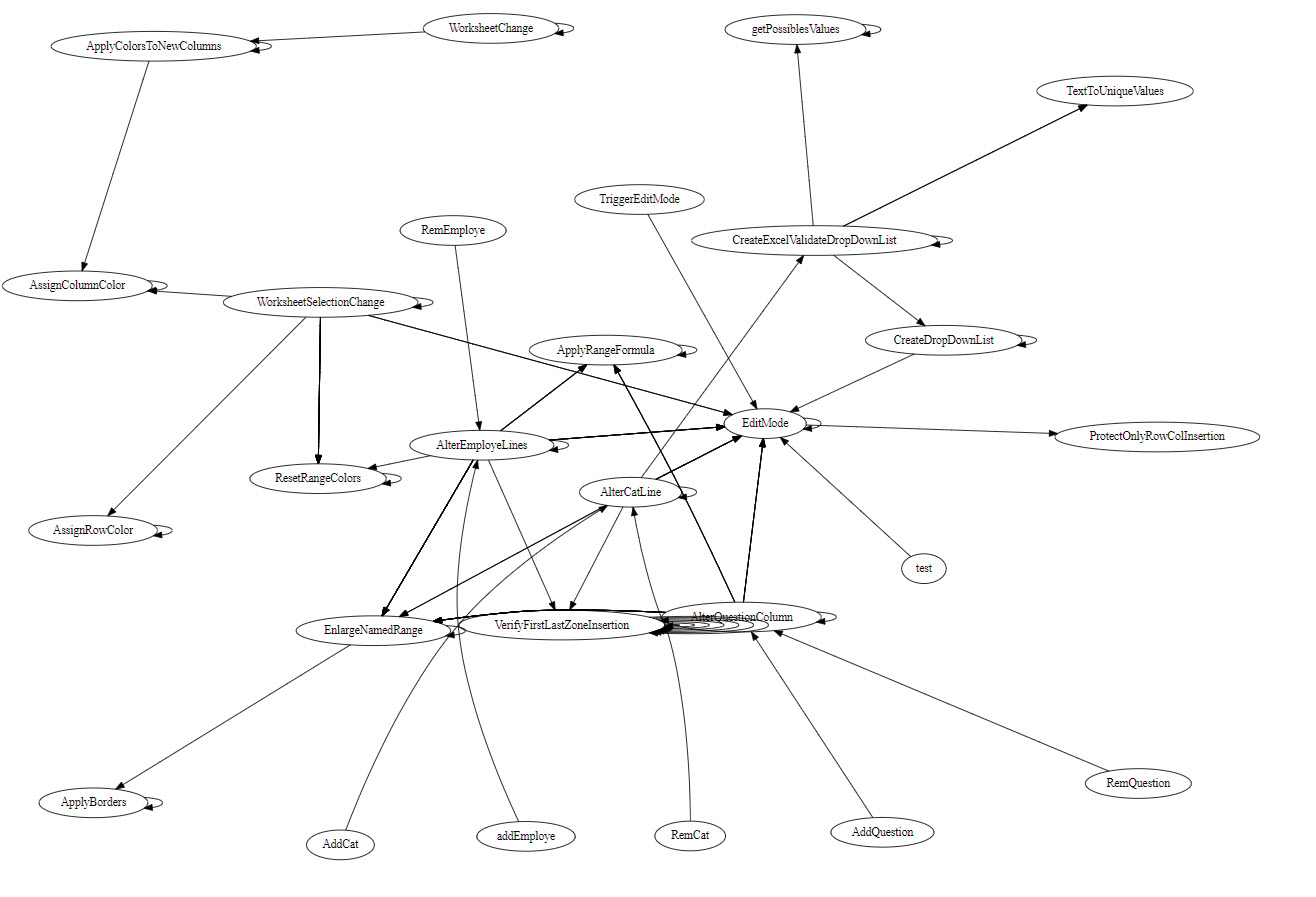 WorksheetChange
getPossiblesValues
ApplyColorsToNewColumns
TextToUniqueValues
TriggerEditMode
RemEmploye
CreateExcelValidateDropDownList
AssignColumnColor
WorksheetSelectionChange
CreateDropDownList
ApplyRangeFormula
EditMode
ProtectOnlyRowColInsertion
AlterEmployeLines
ResetRangeColors
AlterCatLine
AssignRowColor
test
AlterQuestionColumn
VerifyFirstLastZoneInsertion
EnlargeNamedRange
RemQuestion
ApplyBorders
AddQuestion
RemCat
addEmploye
AddCat